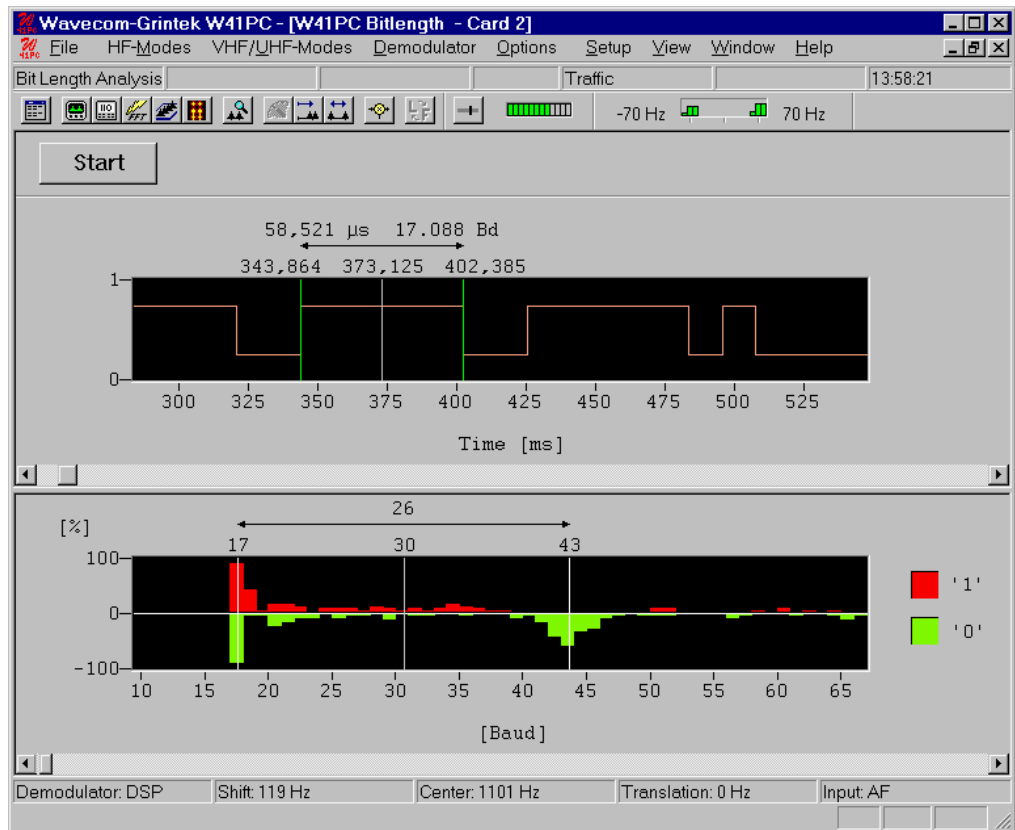 Wavecom-Grintek W41PC - [W41PC Bitlength - Card 2]
File HF-Modes VHF/UHF-Modes Demodulator Options Setup View Window Help
Bit Length Analysis Traffic 13:58:21
-70 Hz 70 Hz
Start
58,521 µs 17.088 Bd
343,864 373,125 402,385
1
0
300 325 350 375 400 425 450 475 500 525
Time [ms]
26
[%]
17 30 43
100
0
-100
'1'
'0'
10 15 20 25 30 35 40 45 50 55 60 65
[Baud]
Demodulator: DSP Shift: 119 Hz Center: 1101 Hz Translation: 0 Hz Input: AF